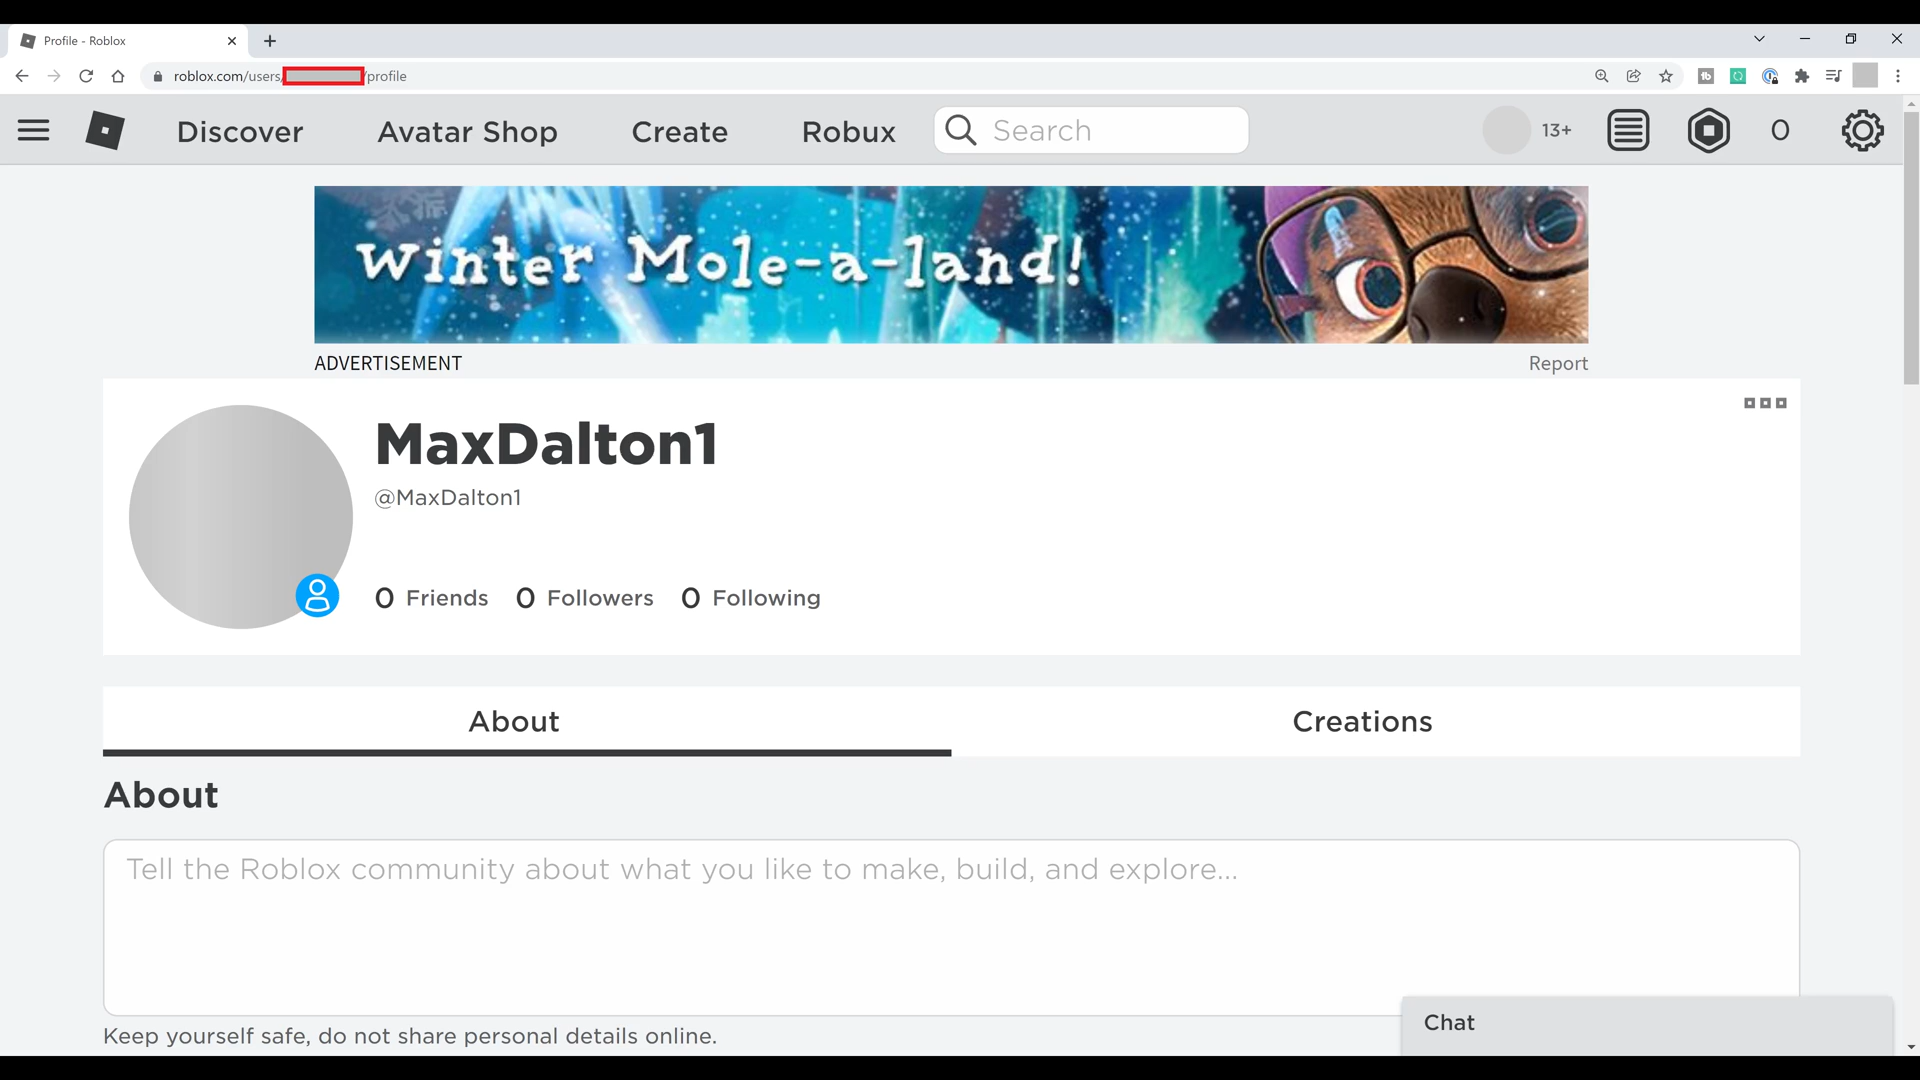 Profile - Roblox
roblox.com/users/ /profile
Discover
Avatar Shop
Create
Robux
Search
13+
0
Winter Mole-a-land!
ADVERTISEMENT
Report
MaxDalton1
@MaxDalton1
0 Friends 0 Followers 0 Following
About
Creations
About
Tell the Roblox community about what you like to make, build, and explore...
Keep yourself safe, do not share personal details online.
Chat